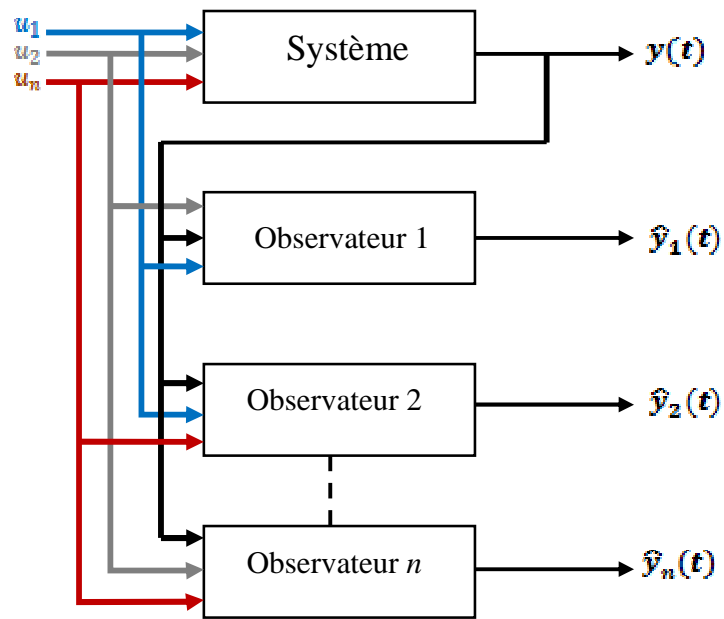 u₁
u₂
uₙ
Système
y(t)
Observateur 1
ŷ₁(t)
Observateur 2
ŷ₂(t)
Observateur n
ŷₙ(t)